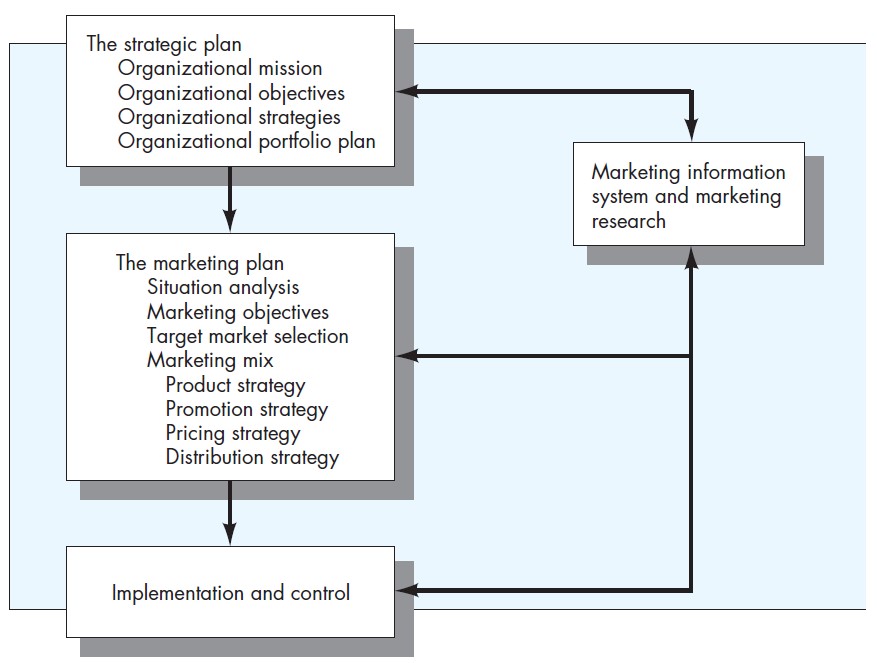 The strategic plan
Organizational mission
Organizational objectives
Organizational strategies
Organizational portfolio plan
Marketing information
system and marketing
research
The marketing plan
Situation analysis
Marketing objectives
Target market selection
Marketing mix
Product strategy
Promotion strategy
Pricing strategy
Distribution strategy
Implementation and control